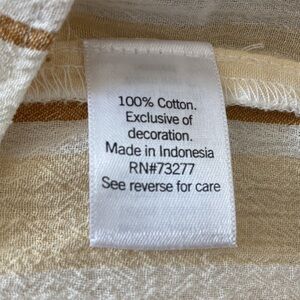 100% Cotton.
Exclusive of
decoration.
Made in Indonesia
RN#73277
See reverse for care